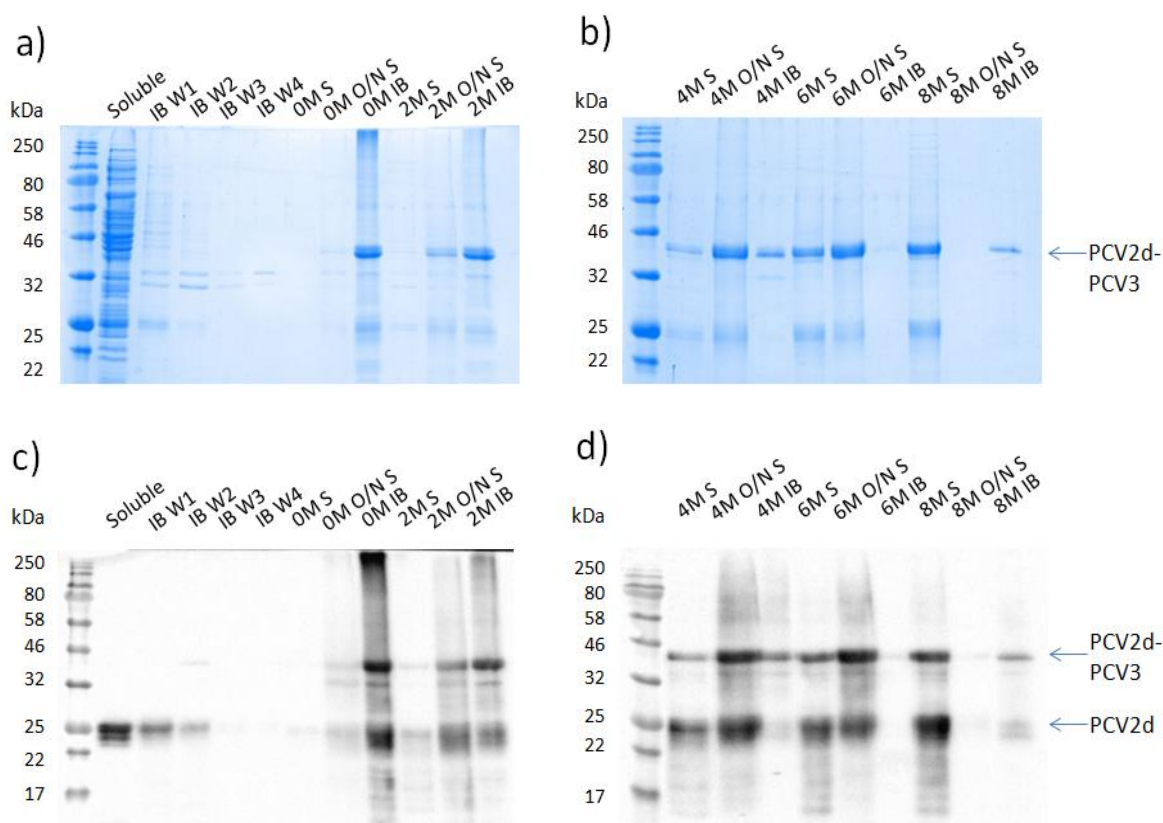 a)
kDa
Soluble
IB W1
IB W2
IB W3
IB W4
0M S
0M O/N S
0M IB
2M S
2M O/N S
2M IB
250
80
58
46
32
25
22
b)
kDa
4M S
4M O/N S
4M IB
6M S
6M O/N S
6M IB
8M S
8M O/N S
8M IB
250
80
58
46
32
25
22
PCV2d-
PCV3
c)
kDa
Soluble
IB W1
IB W2
IB W3
IB W4
0M S
0M O/N S
0M IB
2M S
2M O/N S
2M IB
250
80
58
46
32
25
22
17
d)
kDa
4M S
4M O/N S
4M IB
6M S
6M O/N S
6M IB
8M S
8M O/N S
8M IB
250
80
58
46
32
25
22
17
PCV2d-
PCV3
PCV2d